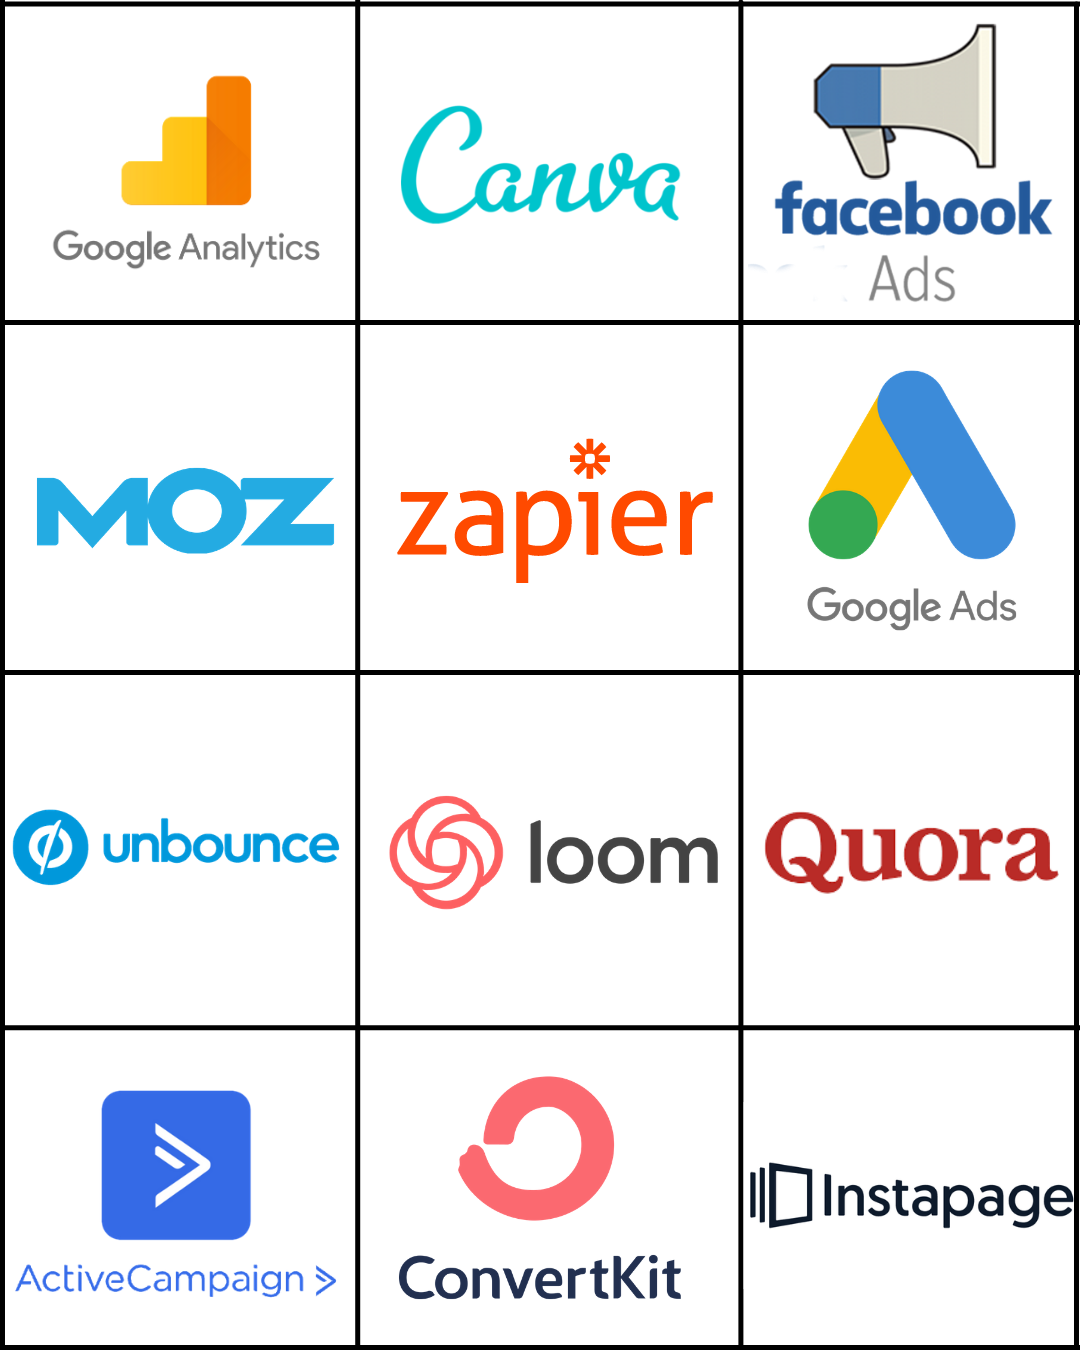 Google Analytics
Canva
facebook
Ads
MOZ
zapier
Google Ads
unbounce
loom
Quora
ActiveCampaign
ConvertKit
Instapage